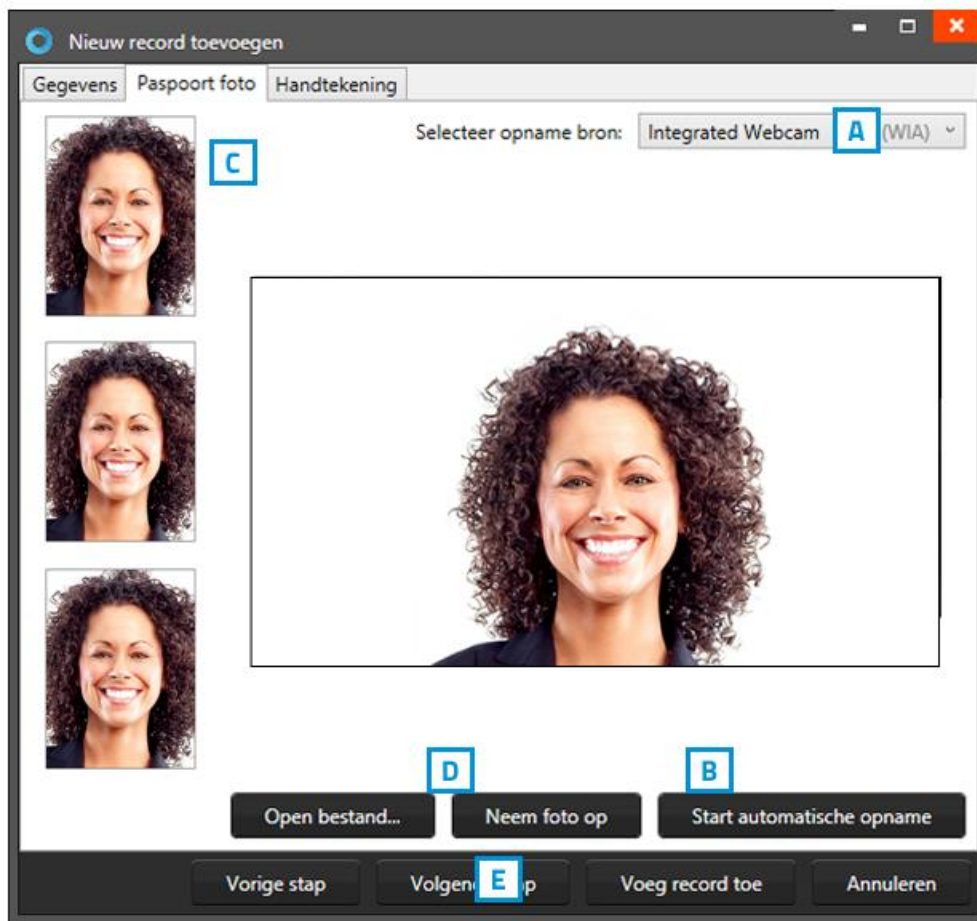 Nieuw record toevoegen
Gegevens Paspoort foto Handtekening
Selecteer opname bron: Integrated Webcam A (WIA)
C
D B
Open bestand... Neem foto op Start automatische opname
Vorige stap Volgen E p Voeg record toe Annuleren